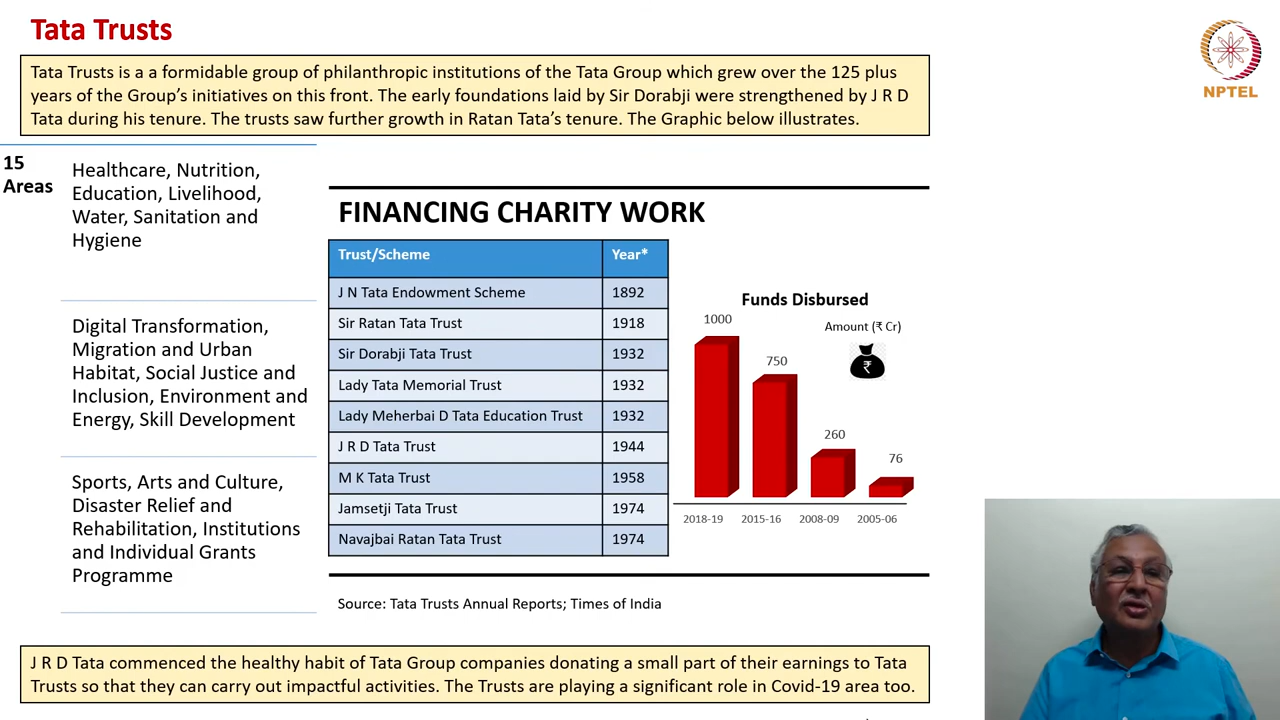 Tata Trusts
NPTEL
Tata Trusts is a a formidable group of philanthropic institutions of the Tata Group which grew over the 125 plus
years of the Group's initiatives on this front. The early foundations laid by Sir Dorabji were strengthened by J R D
Tata during his tenure. The trusts saw further growth in Ratan Tata's tenure. The Graphic below illustrates.
15
Areas
Healthcare, Nutrition,
Education, Livelihood,
Water, Sanitation and
Hygiene
Digital Transformation,
Migration and Urban
Habitat, Social Justice and
Inclusion, Environment and
Energy, Skill Development
Sports, Arts and Culture,
Disaster Relief and
Rehabilitation, Institutions
and Individual Grants
Programme
FINANCING CHARITY WORK
Trust/Scheme Year*
J N Tata Endowment Scheme 1892
Sir Ratan Tata Trust 1918
Sir Dorabji Tata Trust 1932
Lady Tata Memorial Trust 1932
Lady Meherbai D Tata Education Trust 1932
J R D Tata Trust 1944
M K Tata Trust 1958
Jamsetji Tata Trust 1974
Navajbai Ratan Tata Trust 1974
Funds Disbursed
Amount (₹ Cr)
₹
1000
750
260
76
2018-19 2015-16 2008-09 2005-06
Source: Tata Trusts Annual Reports; Times of India
J R D Tata commenced the healthy habit of Tata Group companies donating a small part of their earnings to Tata
Trusts so that they can carry out impactful activities. The Trusts are playing a significant role in Covid-19 area too.